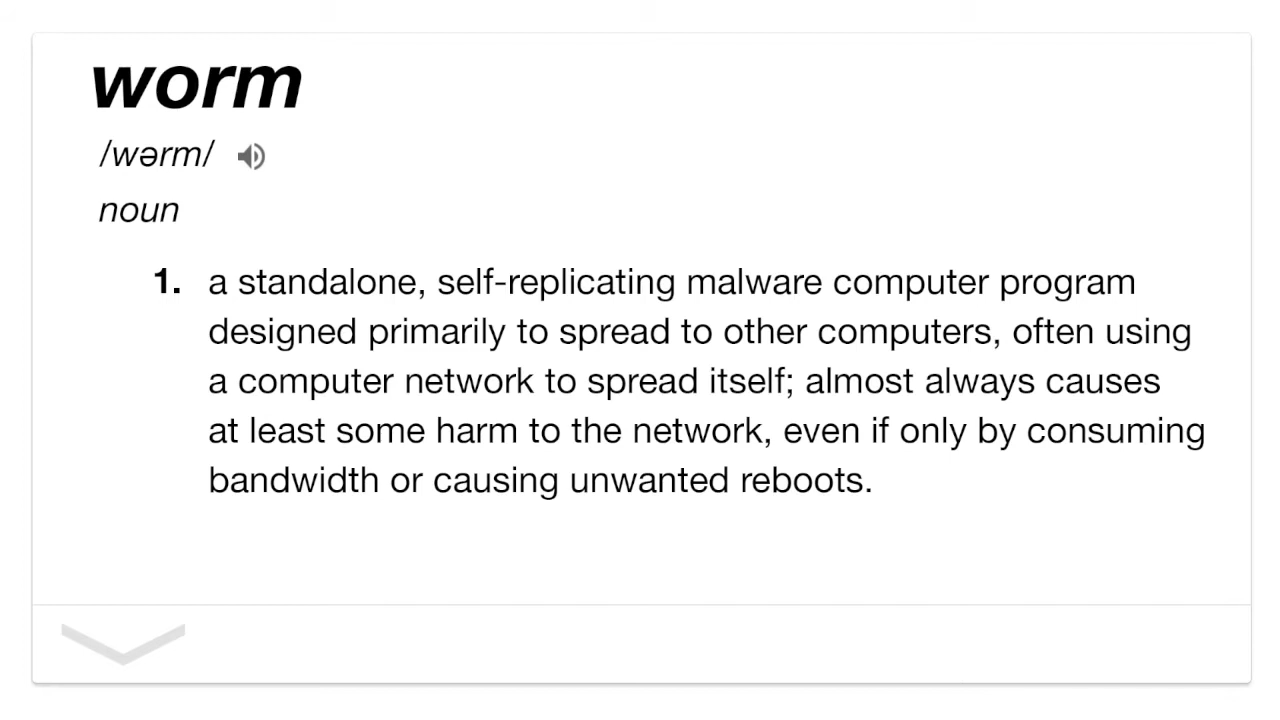 worm
/wərm/
noun
1. a standalone, self-replicating malware computer program
designed primarily to spread to other computers, often using
a computer network to spread itself; almost always causes
at least some harm to the network, even if only by consuming
bandwidth or causing unwanted reboots.